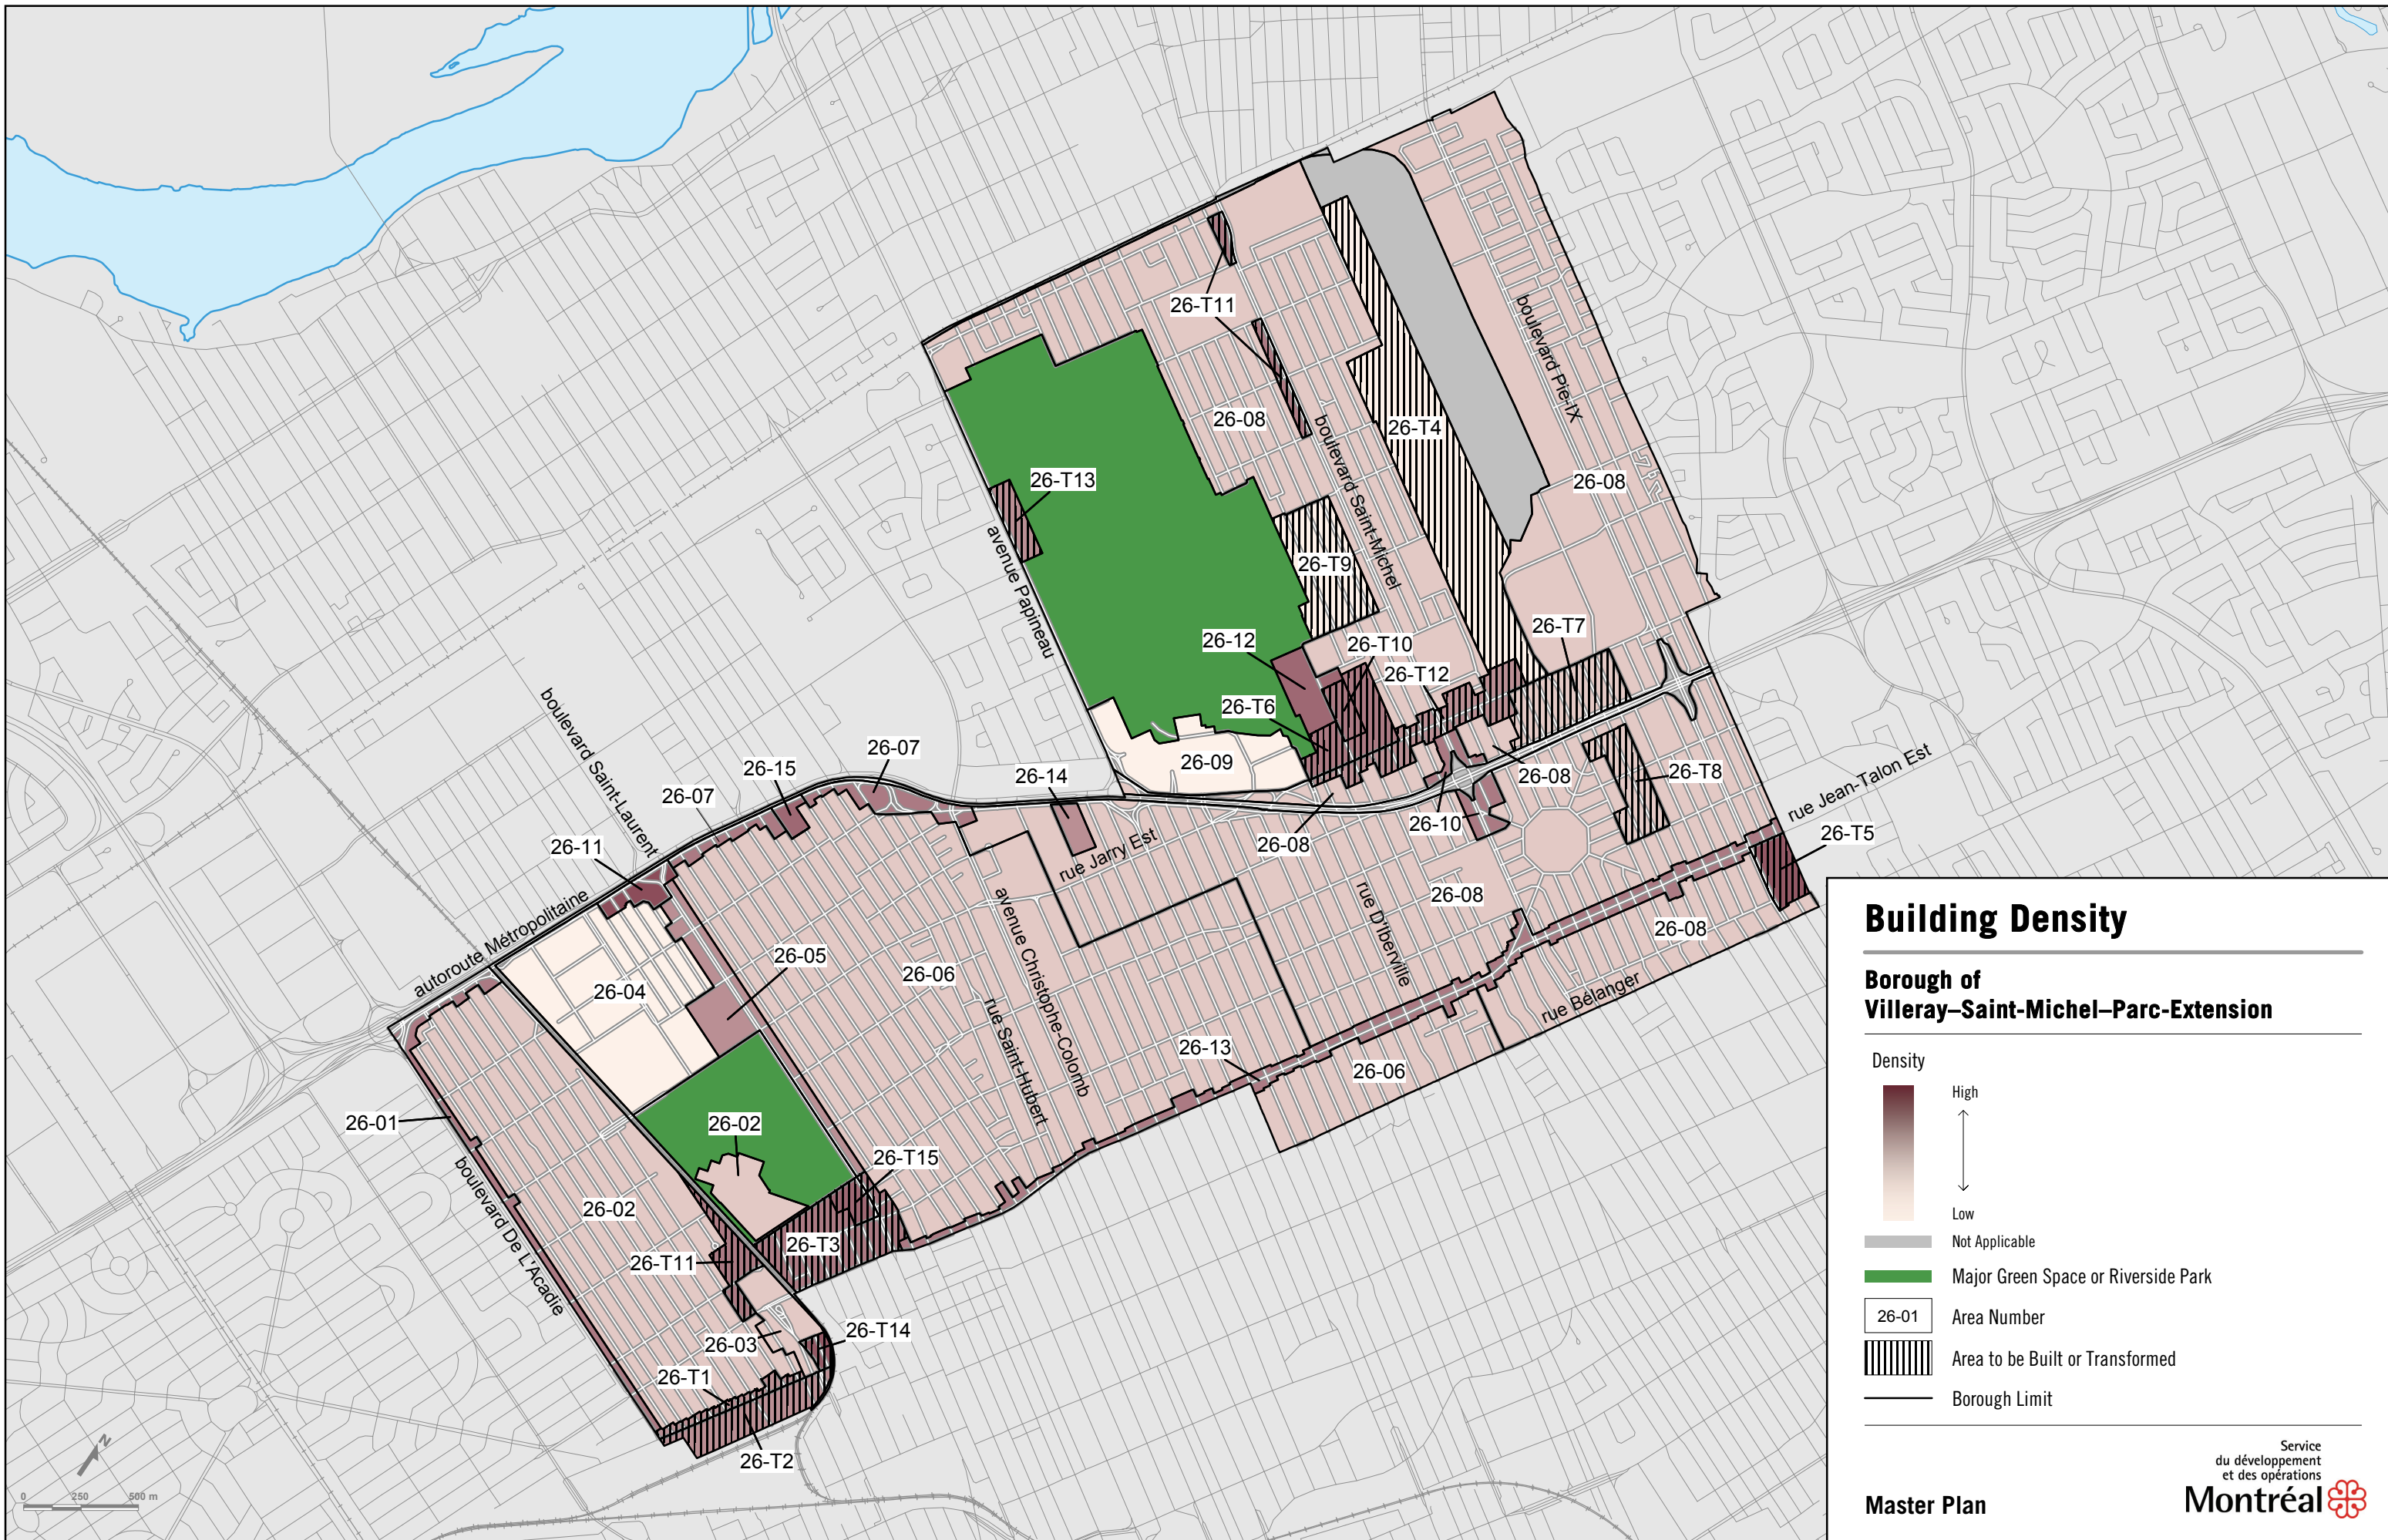 26-T11
boulevard Pie-IX
26-08
26-T4
boulevard Saint-Michel
26-T13
26-08
avenue Papineau
26-T9
26-T7
26-12
26-T10
26-T12
26-T6
boulevard Saint-Laurent
26-07
26-09
26-15
26-14
26-08
26-T8
rue Jean-Talon Est
26-07
26-10
26-T5
26-11
26-08
rue Jarry Est
26-08
rue D'Iberville
26-08
autoroute Métropolitaine
avenue Christophe-Colomb
26-05
26-06
26-04
rue Saint-Hubert
rue Bélanger
26-13
26-06
26-01
26-02
boulevard De L'Acadie
26-T15
26-02
26-T3
26-T11
26-T14
26-03
26-T1
26-T2
N
0 250 500 m
Building Density
Borough of
Villeray–Saint-Michel–Parc-Extension
Density
High
Low
Not Applicable
Major Green Space or Riverside Park
26-01 Area Number
Area to be Built or Transformed
Borough Limit
Service
du développement
et des opérations
Montréal
Master Plan